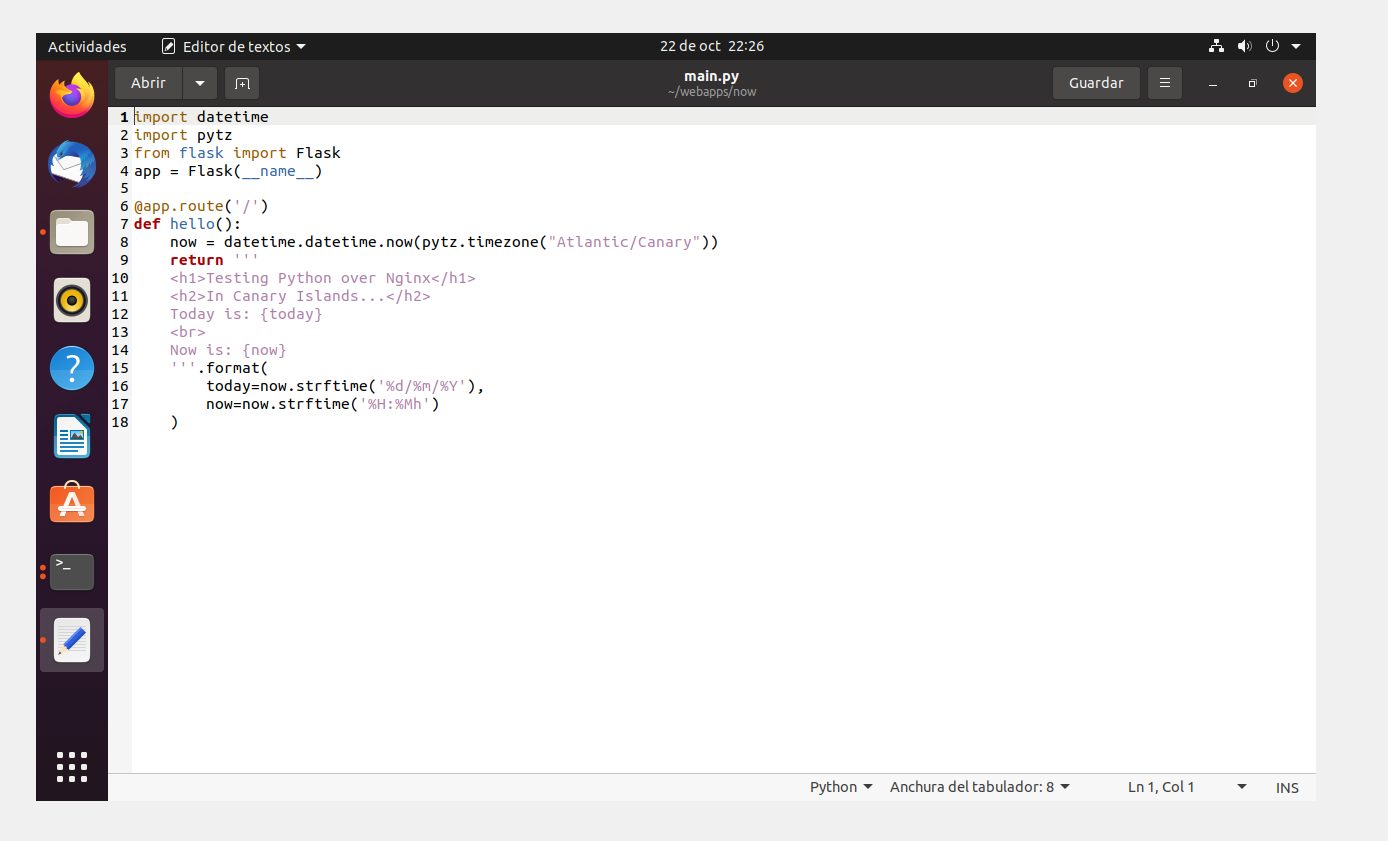 Actividades Editor de textos 22 de oct 22:26
Abrir main.py Guardar
~/webapps/now
1 import datetime
2 import pytz
3 from flask import Flask
4 app = Flask(__name__)
5
6 @app.route('/')
7 def hello():
8     now = datetime.datetime.now(pytz.timezone("Atlantic/Canary"))
9     return '''
10     <h1>Testing Python over Nginx</h1>
11     <h2>In Canary Islands...</h2>
12     Today is: {today}
13     <br>
14     Now is: {now}
15     '''.format(
16         today=now.strftime('%d/%m/%Y'),
17         now=now.strftime('%H:%Mh')
18     )
Python Anchura del tabulador: 8 Ln 1, Col 1 INS